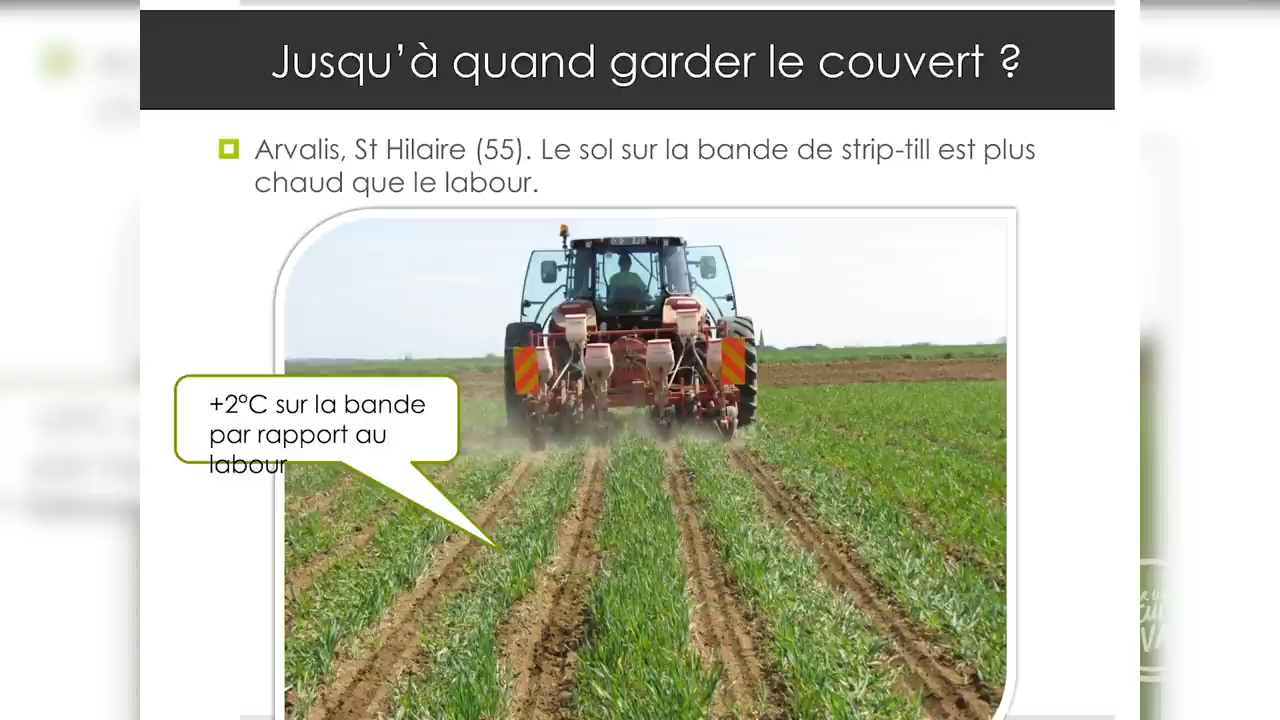 Jusqu'à quand garder le couvert ?
Arvalis, St Hilaire (55). Le sol sur la bande de strip-till est plus
chaud que le labour.
+2°C sur la bande
par rapport au
labour